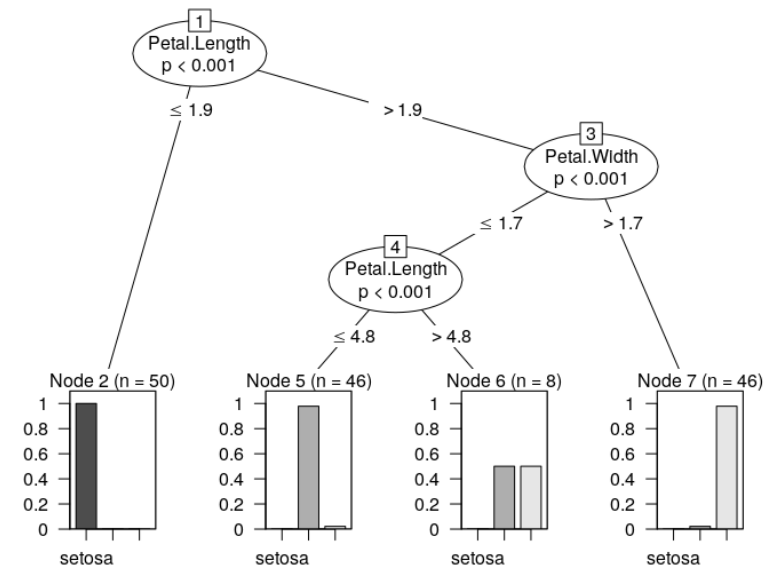 1
Petal.Length
p < 0.001
≤ 1.9
> 1.9
3
Petal.Width
p < 0.001
≤ 1.7
> 1.7
4
Petal.Length
p < 0.001
≤ 4.8
> 4.8
Node 2 (n = 50)
1
0.8
0.6
0.4
0.2
0
setosa
Node 5 (n = 46)
1
0.8
0.6
0.4
0.2
0
setosa
Node 6 (n = 8)
1
0.8
0.6
0.4
0.2
0
setosa
Node 7 (n = 46)
1
0.8
0.6
0.4
0.2
0
setosa